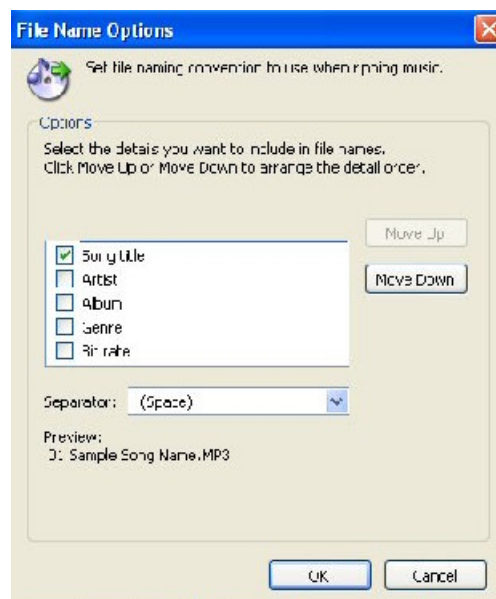 File Name Options
Set file naming convention to use when ripping music.
Options
Select the details you want to include in file names.
Click Move Up or Move Down to arrange the detail order.
Move Up
Song title
Move Down
Artist
Album
Genre
Bit rate
Separator: (Space)
Preview:
01 Sample Song Name.MP3
OK
Cancel